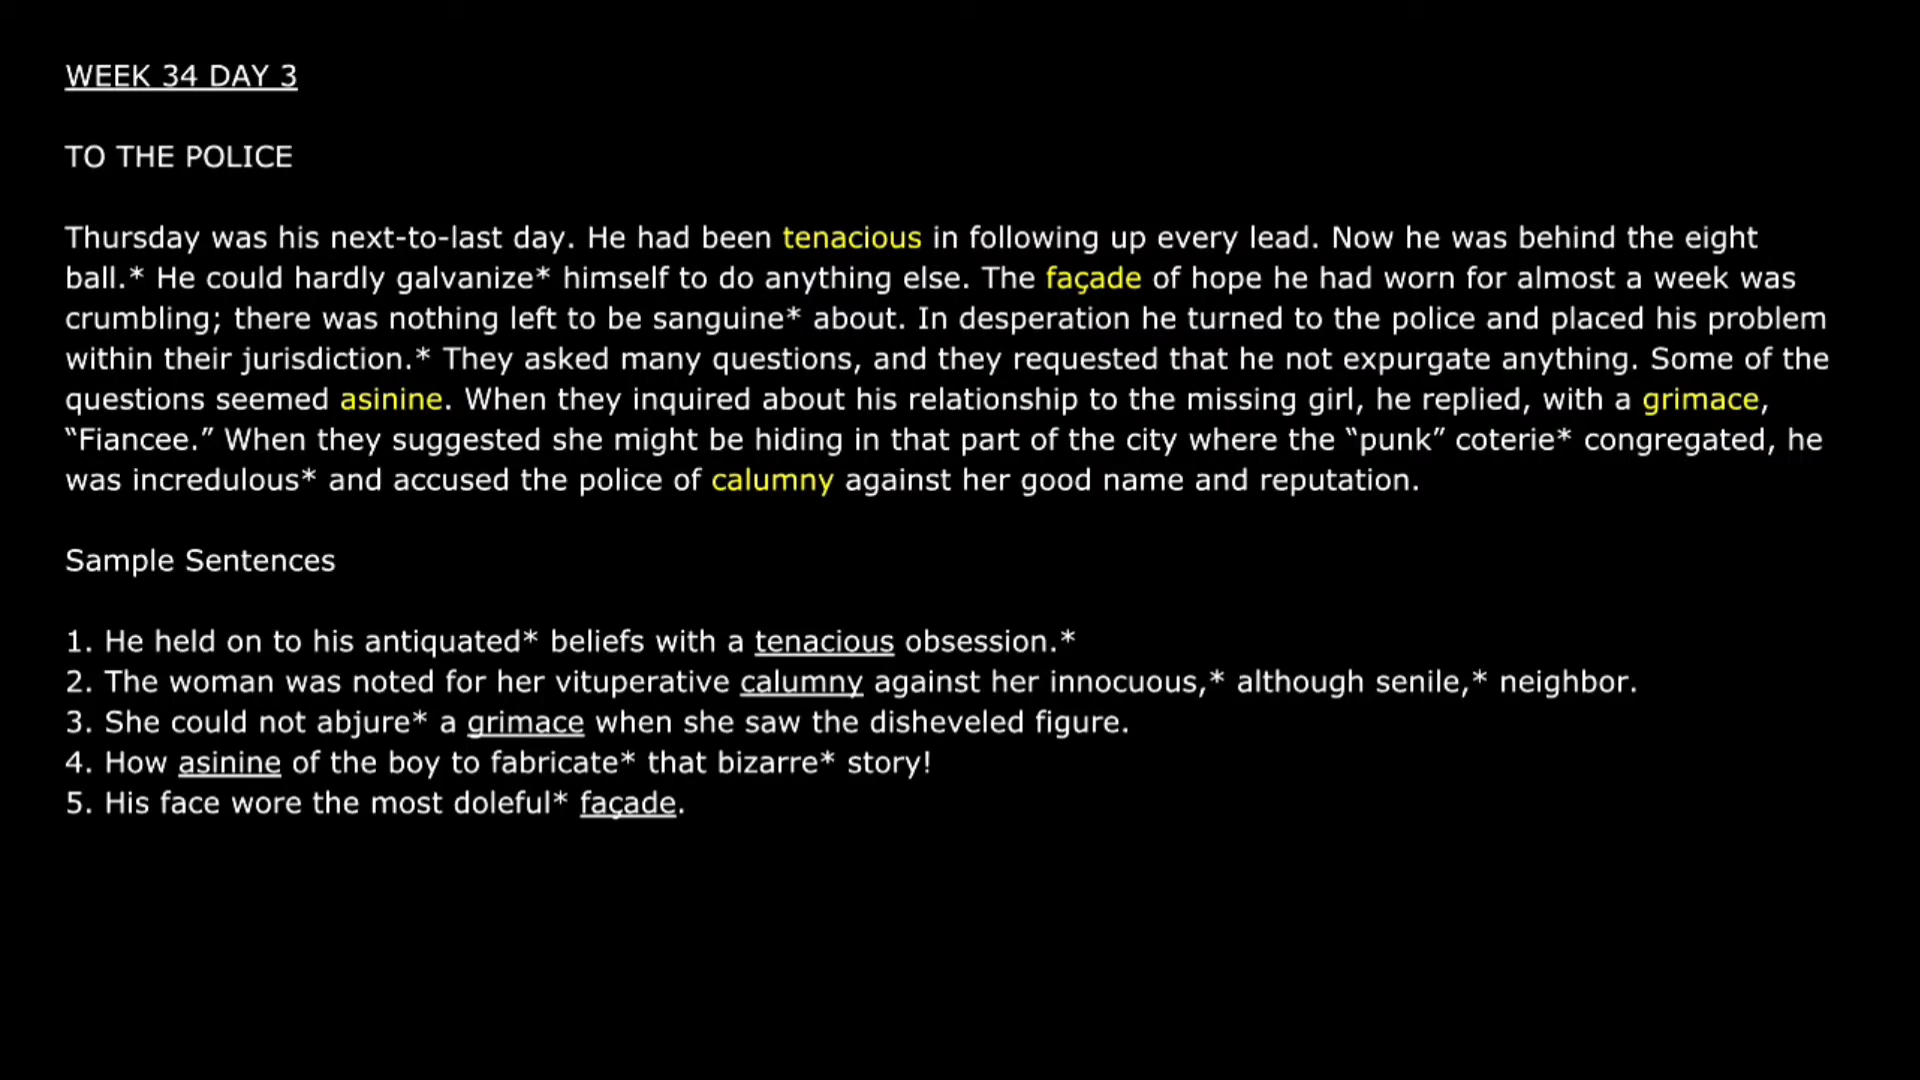 WEEK 34 DAY 3
TO THE POLICE
Thursday was his next-to-last day. He had been tenacious in following up every lead. Now he was behind the eight
ball.* He could hardly galvanize* himself to do anything else. The façade of hope he had worn for almost a week was
crumbling; there was nothing left to be sanguine* about. In desperation he turned to the police and placed his problem
within their jurisdiction.* They asked many questions, and they requested that he not expurgate anything. Some of the
questions seemed asinine. When they inquired about his relationship to the missing girl, he replied, with a grimace,
“Fiancee.” When they suggested she might be hiding in that part of the city where the “punk” coterie* congregated, he
was incredulous* and accused the police of calumny against her good name and reputation.
Sample Sentences
1. He held on to his antiquated* beliefs with a tenacious obsession.*
2. The woman was noted for her vituperative calumny against her innocuous,* although senile,* neighbor.
3. She could not abjure* a grimace when she saw the disheveled figure.
4. How asinine of the boy to fabricate* that bizarre* story!
5. His face wore the most doleful* façade.